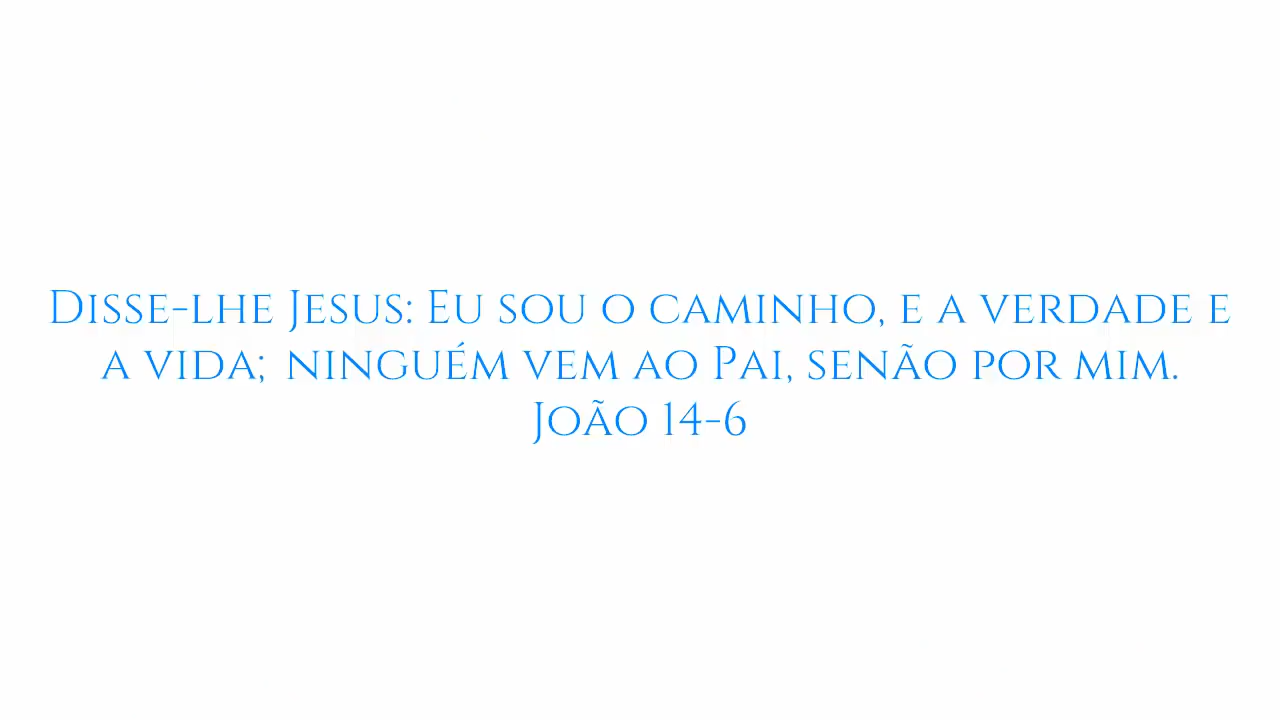 Disse-lhe Jesus: Eu sou o caminho, e a verdade e
a vida; ninguém vem ao Pai, senão por mim.
João 14-6